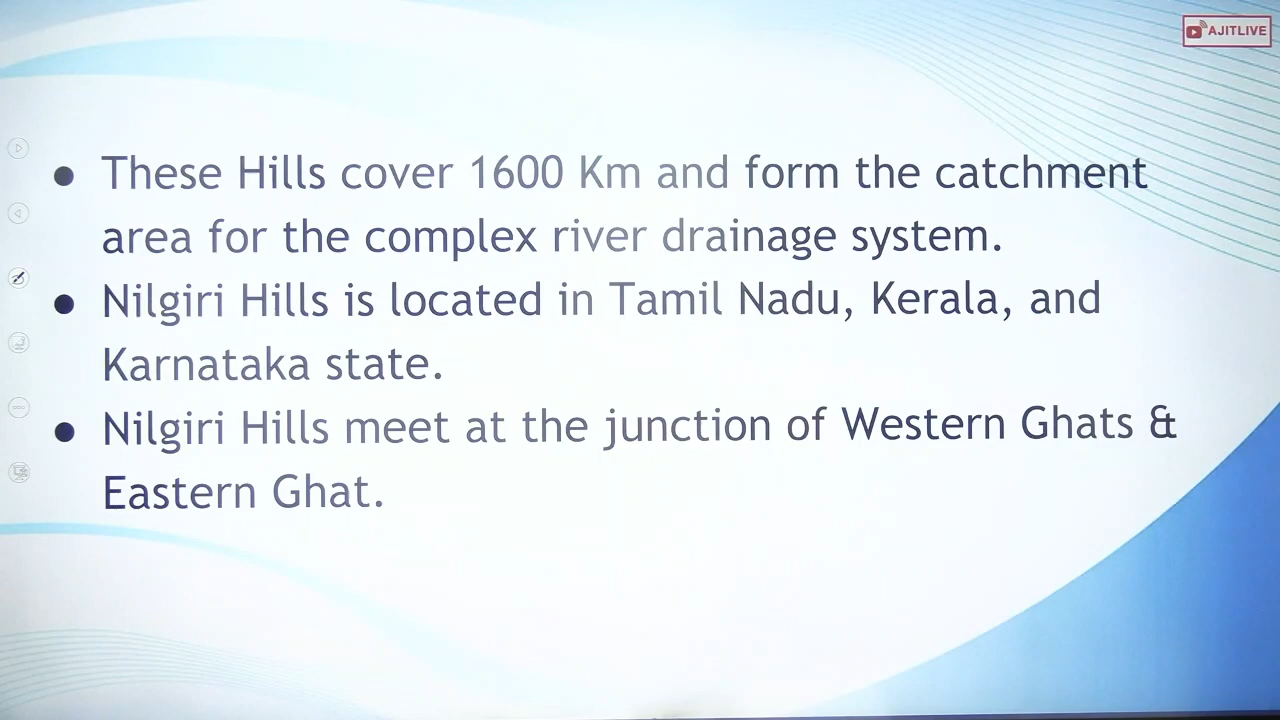 AJITLIVE
● These Hills cover 1600 Km and form the catchment
area for the complex river drainage system.
● Nilgiri Hills is located in Tamil Nadu, Kerala, and
Karnataka state.
● Nilgiri Hills meet at the junction of Western Ghats &
Eastern Ghat.